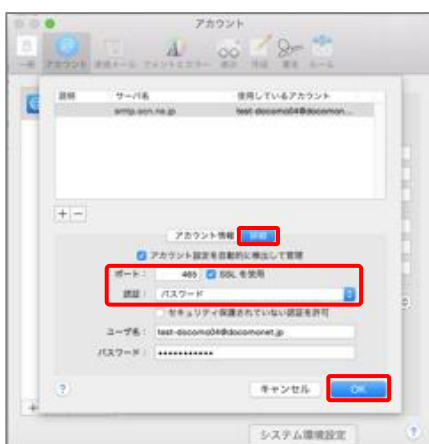 アカウント
一般 アカウント 迷惑メール フォントとカラー 表示 作成 署名 ルール
説明 サーバ名 使用しているアカウント
smtp.ocn.ne.jp test-docomo04@docomon...
+ −
アカウント情報 詳細
アカウント設定を自動的に検出して管理
ポート： 465 SSL を使用
認証： パスワード
セキュリティ保護されていない認証を許可
ユーザ名： test-docomo04@docomonet.jp
パスワード： •••••••••••
? キャンセル OK
+
システム環境設定 ?